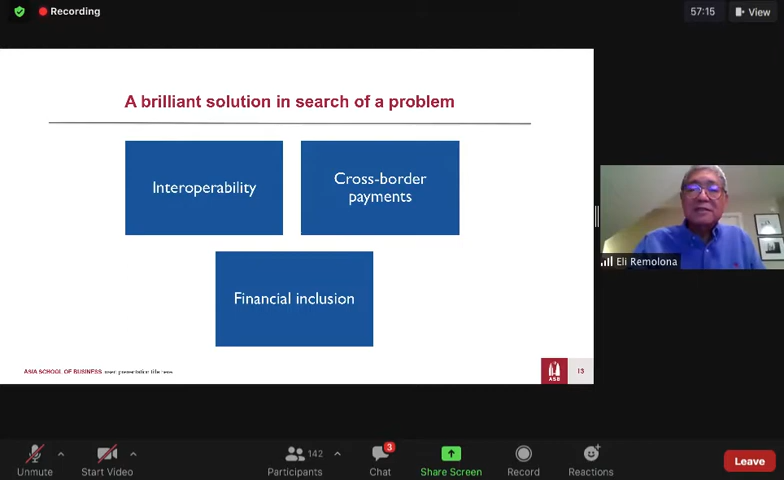 Recording
57:15
View
A brilliant solution in search of a problem
Interoperability
Cross-border
payments
Financial inclusion
Eli Remolona
ASIA SCHOOL OF BUSINESS
ASB
13
Unmute
Start Video
142
Participants
3
Chat
Share Screen
Record
Reactions
Leave